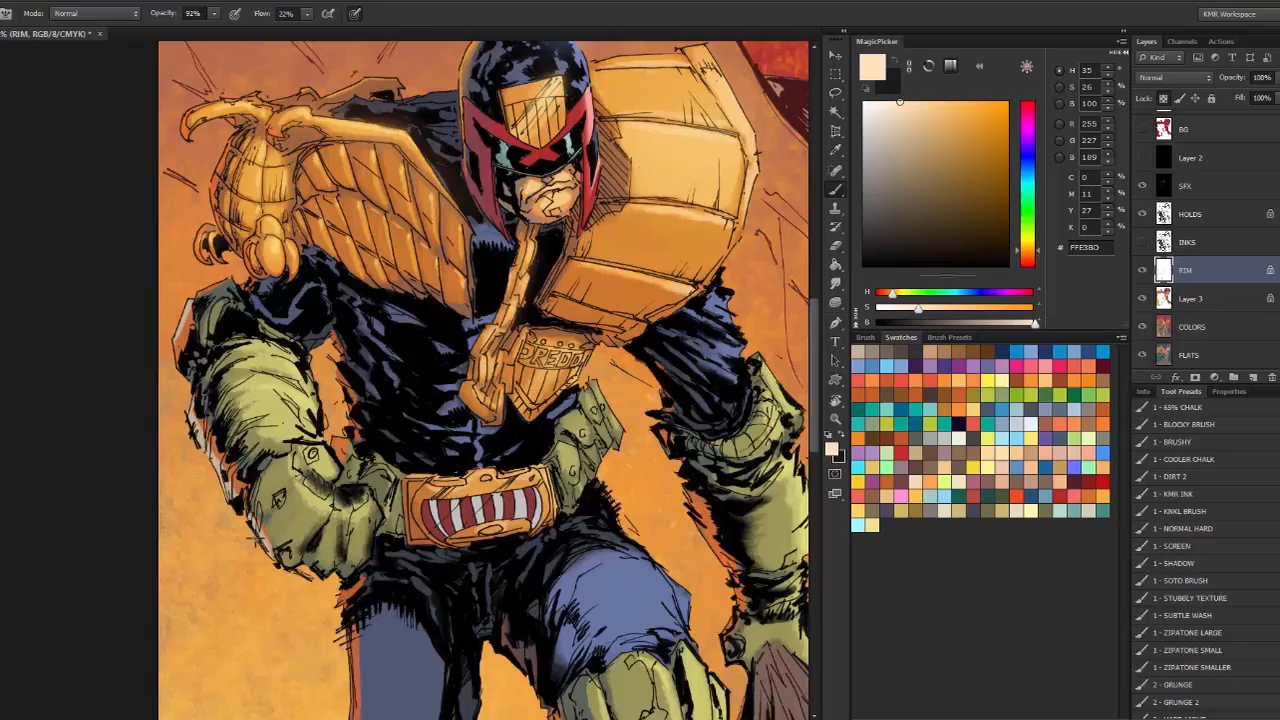 Mode: Normal Opacity: 92% Flow: 22% KMR Workspace
% (RIM, RGB/8/CMYK) * ×
MagicPicker
HIDE
H 35
S 26
B 100
R 255
G 227
B 189
C 0 %
M 11 %
Y 27 %
K 0 %
# FFE3BD
H
S
B
Brush Swatches Brush Presets
Layers Channels Actions
Kind
Normal Opacity: 100%
Lock: Fill: 100%
BG
Layer 2
SFX
HOLDS
INKS
RIM
Layer 3
COLORS
FLATS
Info Tool Presets Properties
1 - 65% CHALK
1 - BLOCKY BRUSH
1 - BRUSHY
1 - COOLER CHALK
1 - DIRT 2
1 - KMR INK
1 - KNKL BRUSH
1 - NORMAL HARD
1 - SCREEN
1 - SHADOW
1 - SOTO BRUSH
1 - STUBBLY TEXTURE
1 - SUBTLE WASH
1 - ZIPATONE LARGE
1 - ZIPATONE SMALL
1 - ZIPATONE SMALLER
2 - GRUNGE
2 - GRUNGE 2
DREDD